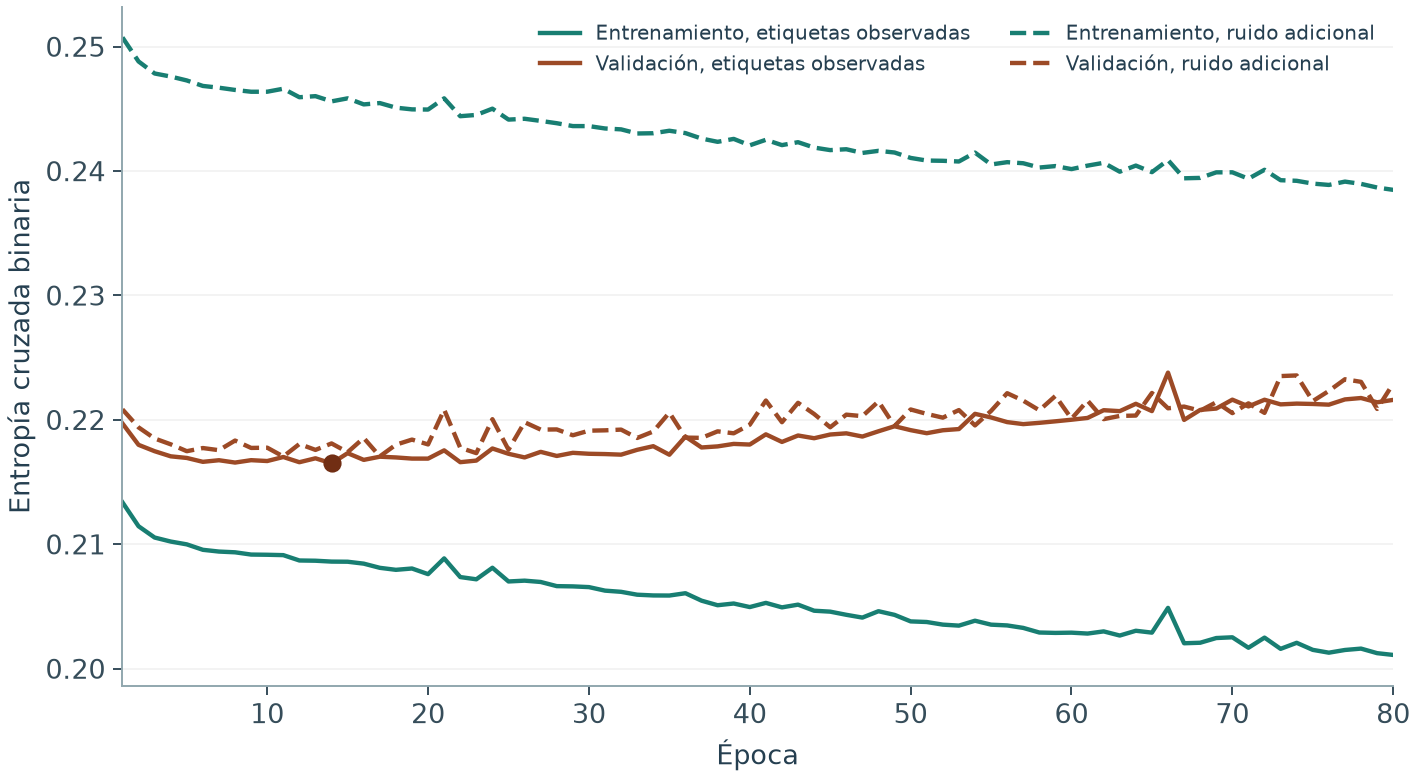 Entrenamiento, etiquetas observadas
Validación, etiquetas observadas
Entrenamiento, ruido adicional
Validación, ruido adicional
Entropía cruzada binaria
0.25
0.24
0.23
0.22
0.21
0.20
10 20 30 40 50 60 70 80
Época